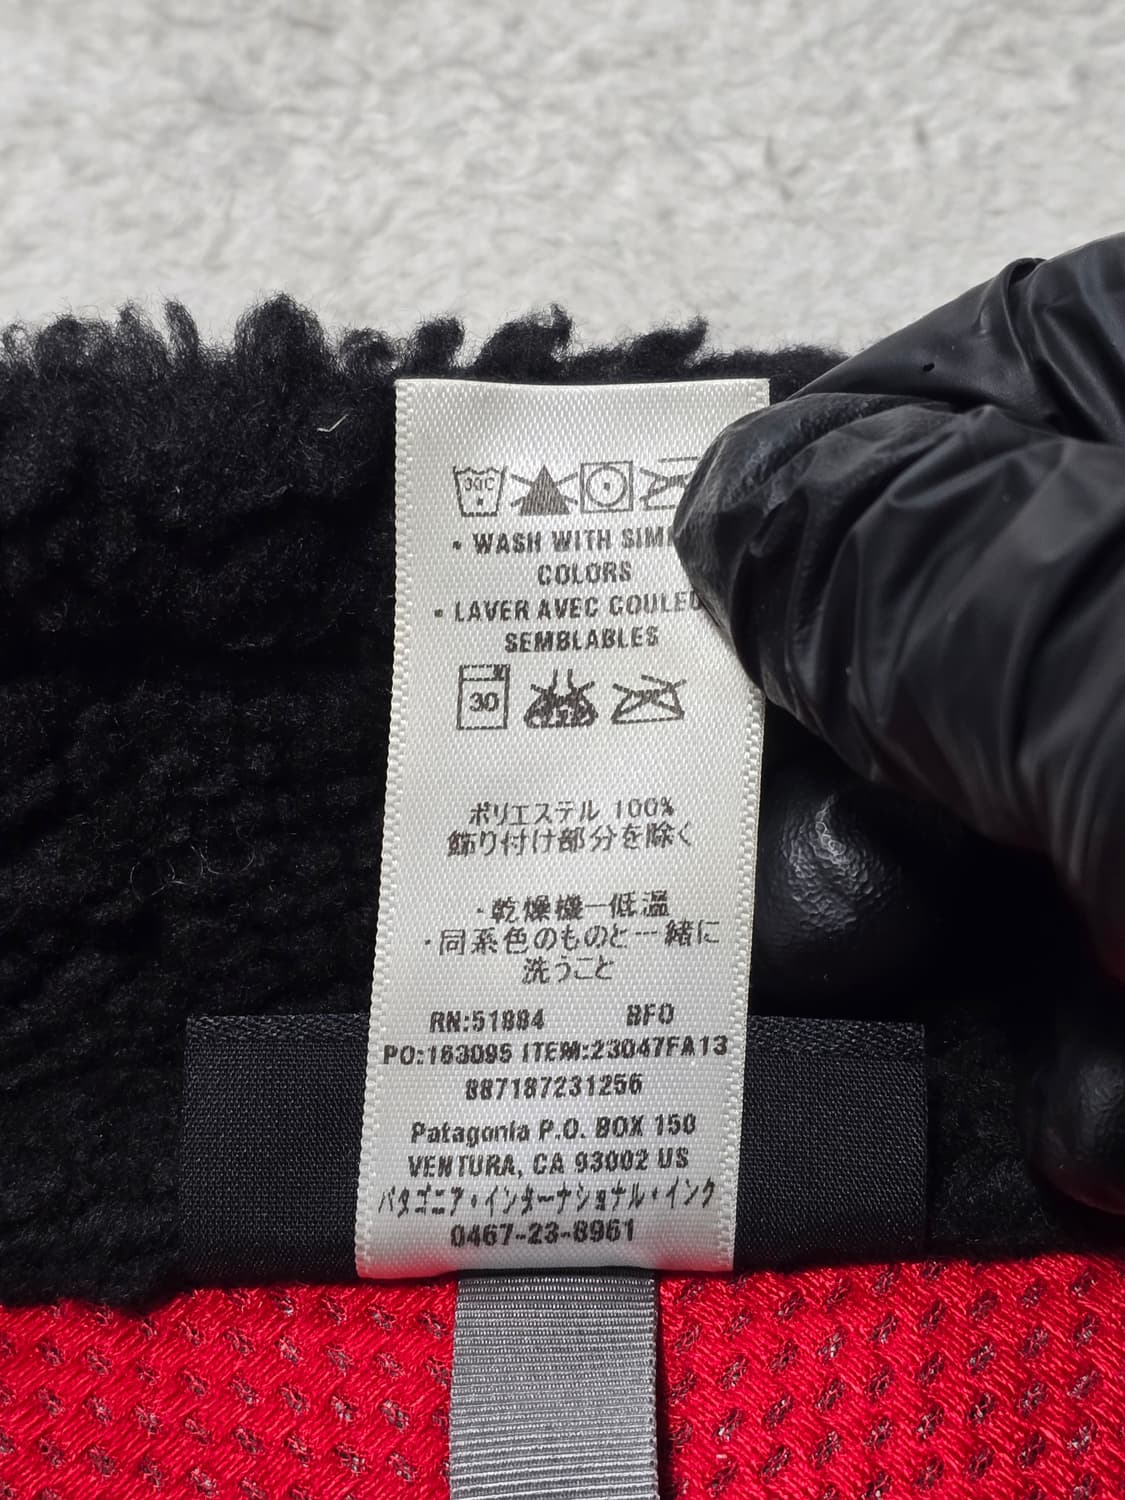 30C
• WASH WITH
COLORS
• LAVER AVEC
SEMBLABLES
30
ポリエステル 100%
飾り付け部分を除く
・乾燥機ー低温
・同系色のものと一緒に
洗うこと
RN:51884 BFO
PO:163095 ITEM:23047FA13
887187231256
Patagonia P.O. BOX 150
VENTURA, CA 93002 US
パタゴニア・インターナショナル・インク
0467-23-8961